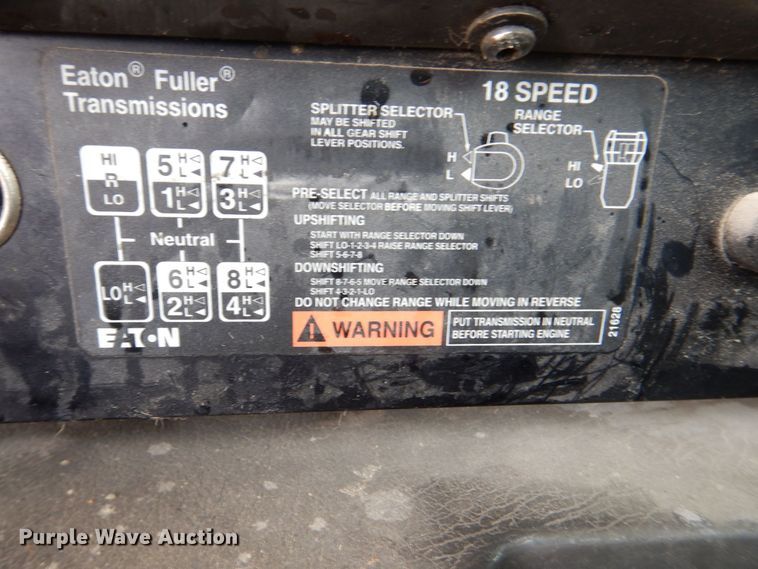 Eaton® Fuller®
Transmissions
18 SPEED
SPLITTER SELECTOR
MAY BE SHIFTED
IN ALL GEAR SHIFT
LEVER POSITIONS.
H
L
RANGE
SELECTOR
HI
LO
HI
R
LO
5 H L
1 H L
7 H L
3 H L
Neutral
LO H L
6 H L
2 H L
8 H L
4 H L
PRE-SELECT ALL RANGE AND SPLITTER SHIFTS
(MOVE SELECTOR BEFORE MOVING SHIFT LEVER)
UPSHIFTING
START WITH RANGE SELECTOR DOWN
SHIFT LO-1-2-3-4 RAISE RANGE SELECTOR
SHIFT 5-6-7-8
DOWNSHIFTING
SHIFT 8-7-6-5 MOVE RANGE SELECTOR DOWN
SHIFT 4-3-2-1-LO
DO NOT CHANGE RANGE WHILE MOVING IN REVERSE
EATON
WARNING
PUT TRANSMISSION IN NEUTRAL
BEFORE STARTING ENGINE
21628
Purple Wave Auction